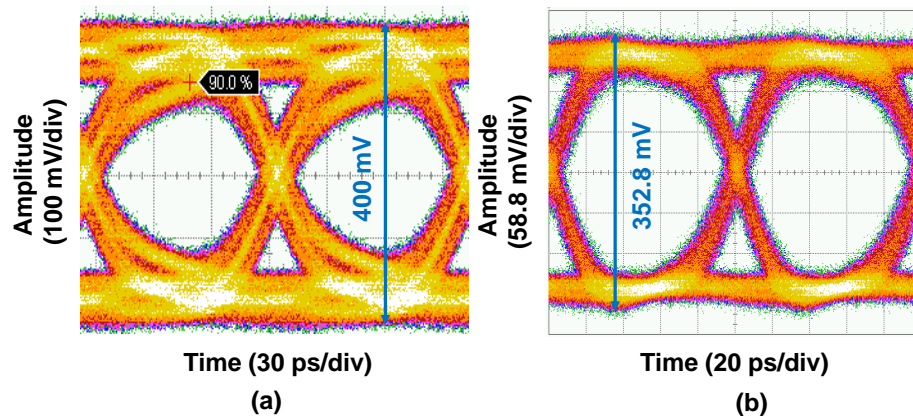 Amplitude
(100 mV/div)
90.0 %
400 mV
Time (30 ps/div)
(a)
Amplitude
(58.8 mV/div)
352.8 mV
Time (20 ps/div)
(b)